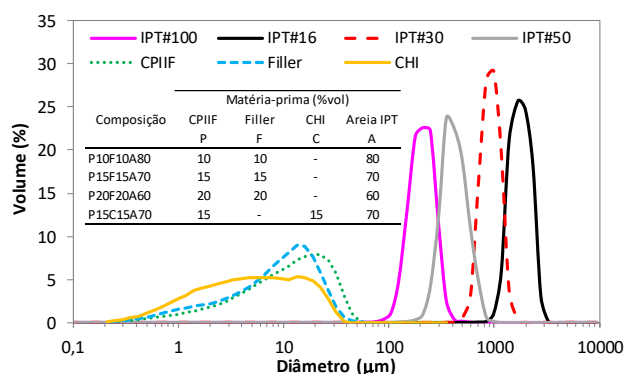 IPT#100 IPT#16 IPT#30 IPT#50
CPIIF Filler CHI
Matéria-prima (%vol)
Composição CPIIF Filler CHI Areia IPT
P F C A
P10F10A80 10 10 - 80
P15F15A70 15 15 - 70
P20F20A60 20 20 - 60
P15C15A70 15 - 15 70
Volume (%)
35
30
25
20
15
10
5
0
0,1 1 10 100 1000 10000
Diâmetro (µm)